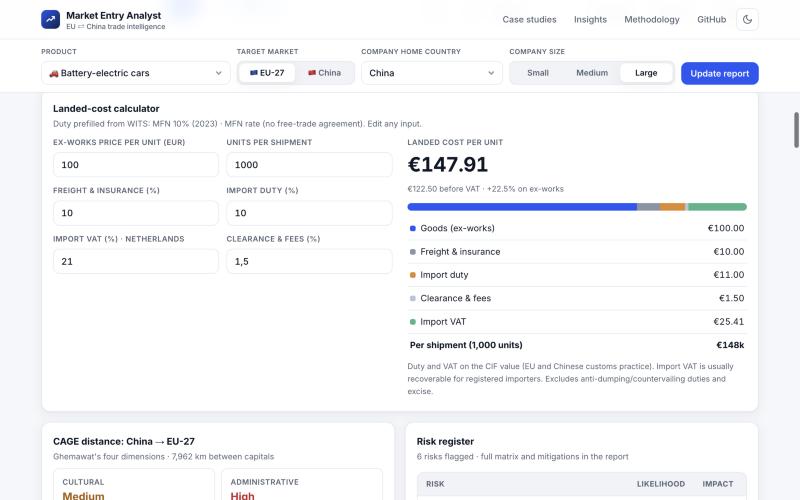 Market Entry Analyst
EU ⇄ China trade intelligence
Case studies
Insights
Methodology
GitHub
PRODUCT
TARGET MARKET
COMPANY HOME COUNTRY
COMPANY SIZE
🚗 Battery-electric cars
🇪🇺 EU-27
🇨🇳 China
China
Small
Medium
Large
Update report
Landed-cost calculator
Duty prefilled from WITS: MFN 10% (2023) · MFN rate (no free-trade agreement). Edit any input.
EX-WORKS PRICE PER UNIT (EUR)
UNITS PER SHIPMENT
100
1000
FREIGHT & INSURANCE (%)
IMPORT DUTY (%)
10
10
IMPORT VAT (%) · NETHERLANDS
CLEARANCE & FEES (%)
21
1,5
LANDED COST PER UNIT
€147.91
€122.50 before VAT · +22.5% on ex-works
Goods (ex-works) €100.00
Freight & insurance €10.00
Import duty €11.00
Clearance & fees €1.50
Import VAT €25.41
Per shipment (1,000 units) €148k
Duty and VAT on the CIF value (EU and Chinese customs practice). Import VAT is usually
recoverable for registered importers. Excludes anti-dumping/countervailing duties and
excise.
CAGE distance: China → EU-27
Ghemawat's four dimensions · 7,962 km between capitals
CULTURAL
Medium
ADMINISTRATIVE
High
Risk register
6 risks flagged · full matrix and mitigations in the report
RISK
LIKELIHOOD
IMPACT